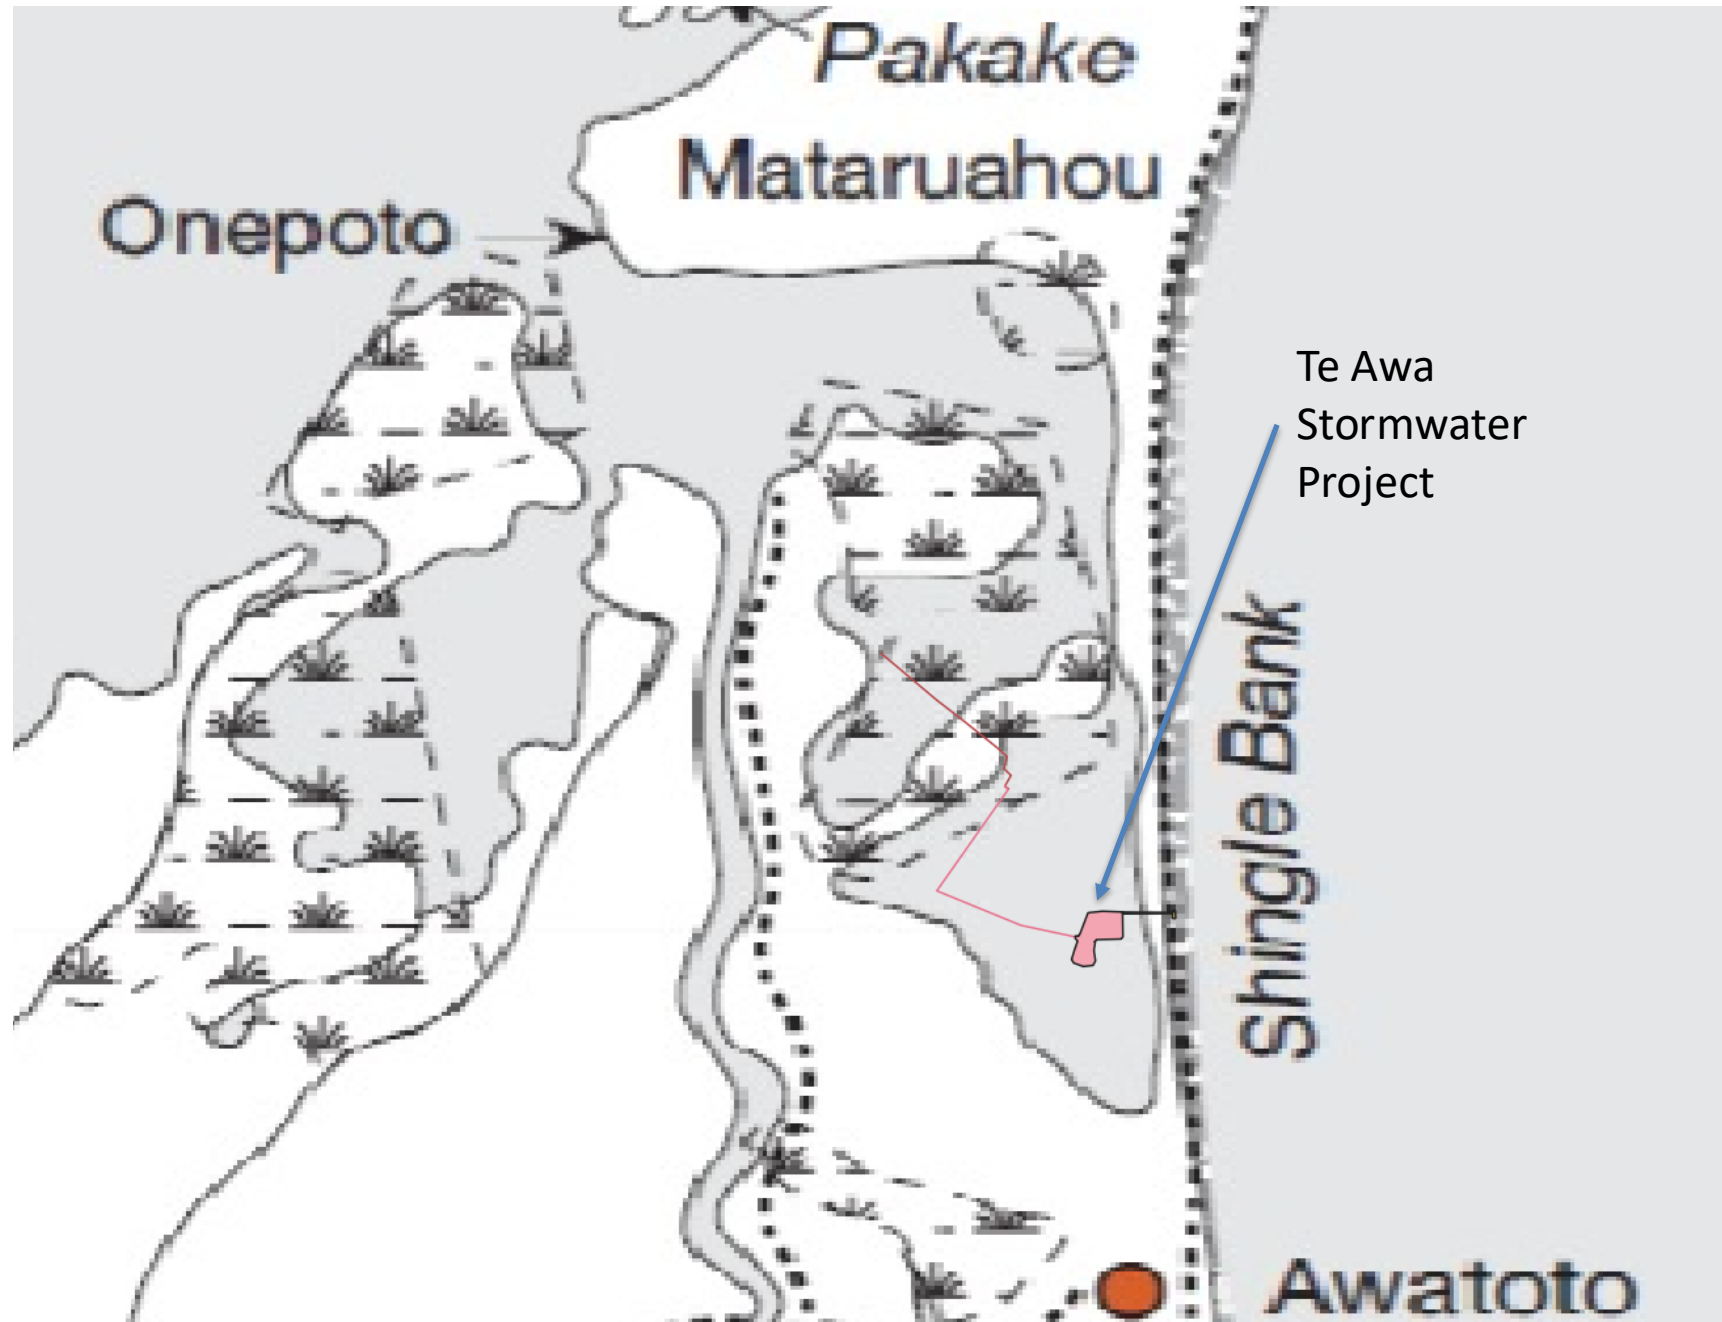 Pakake
Mataruahou
Onepoto
Te Awa
Stormwater
Project
Shingle Bank
Awatoto